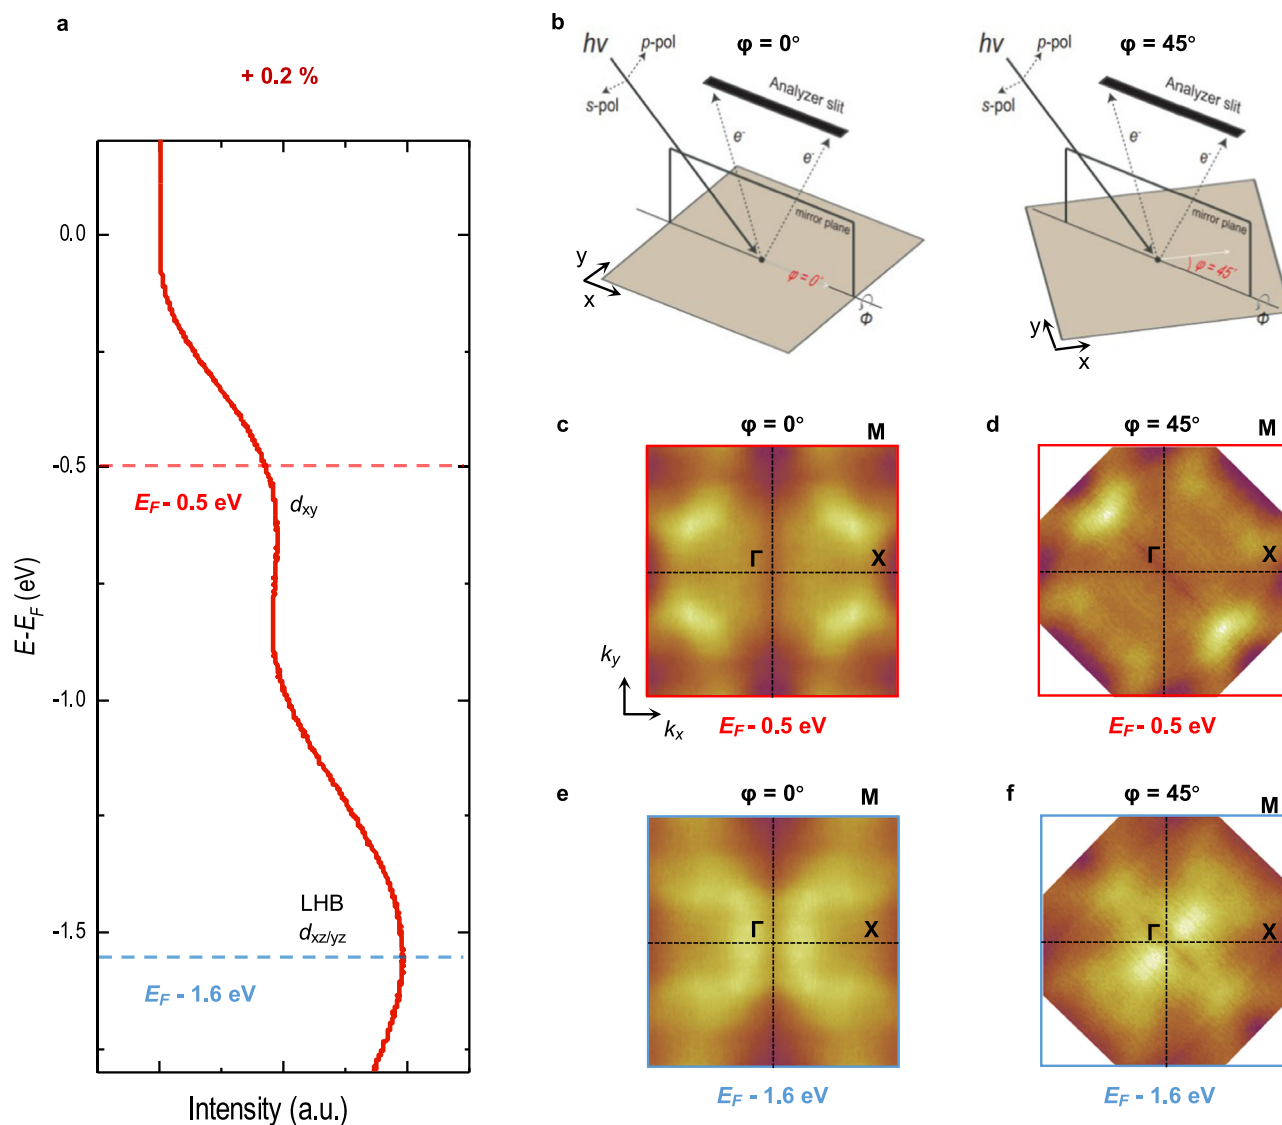 a
+ 0.2 %
0.0
-0.5
-1.0
-1.5
E-E_F (eV)
E_F - 0.5 eV
d_xy
LHB
d_xz/yz
E_F - 1.6 eV
Intensity (a.u.)
b
hν
p-pol
s-pol
φ = 0°
Analyzer slit
e⁻
e⁻
mirror plane
φ = 0°
Φ
y
x
hν
p-pol
s-pol
φ = 45°
Analyzer slit
e⁻
e⁻
mirror plane
φ = 45°
Φ
y
x
c
φ = 0°
M
Γ
X
k_y
k_x
E_F - 0.5 eV
d
φ = 45°
M
Γ
X
E_F - 0.5 eV
e
φ = 0°
M
Γ
X
E_F - 1.6 eV
f
φ = 45°
M
Γ
X
E_F - 1.6 eV